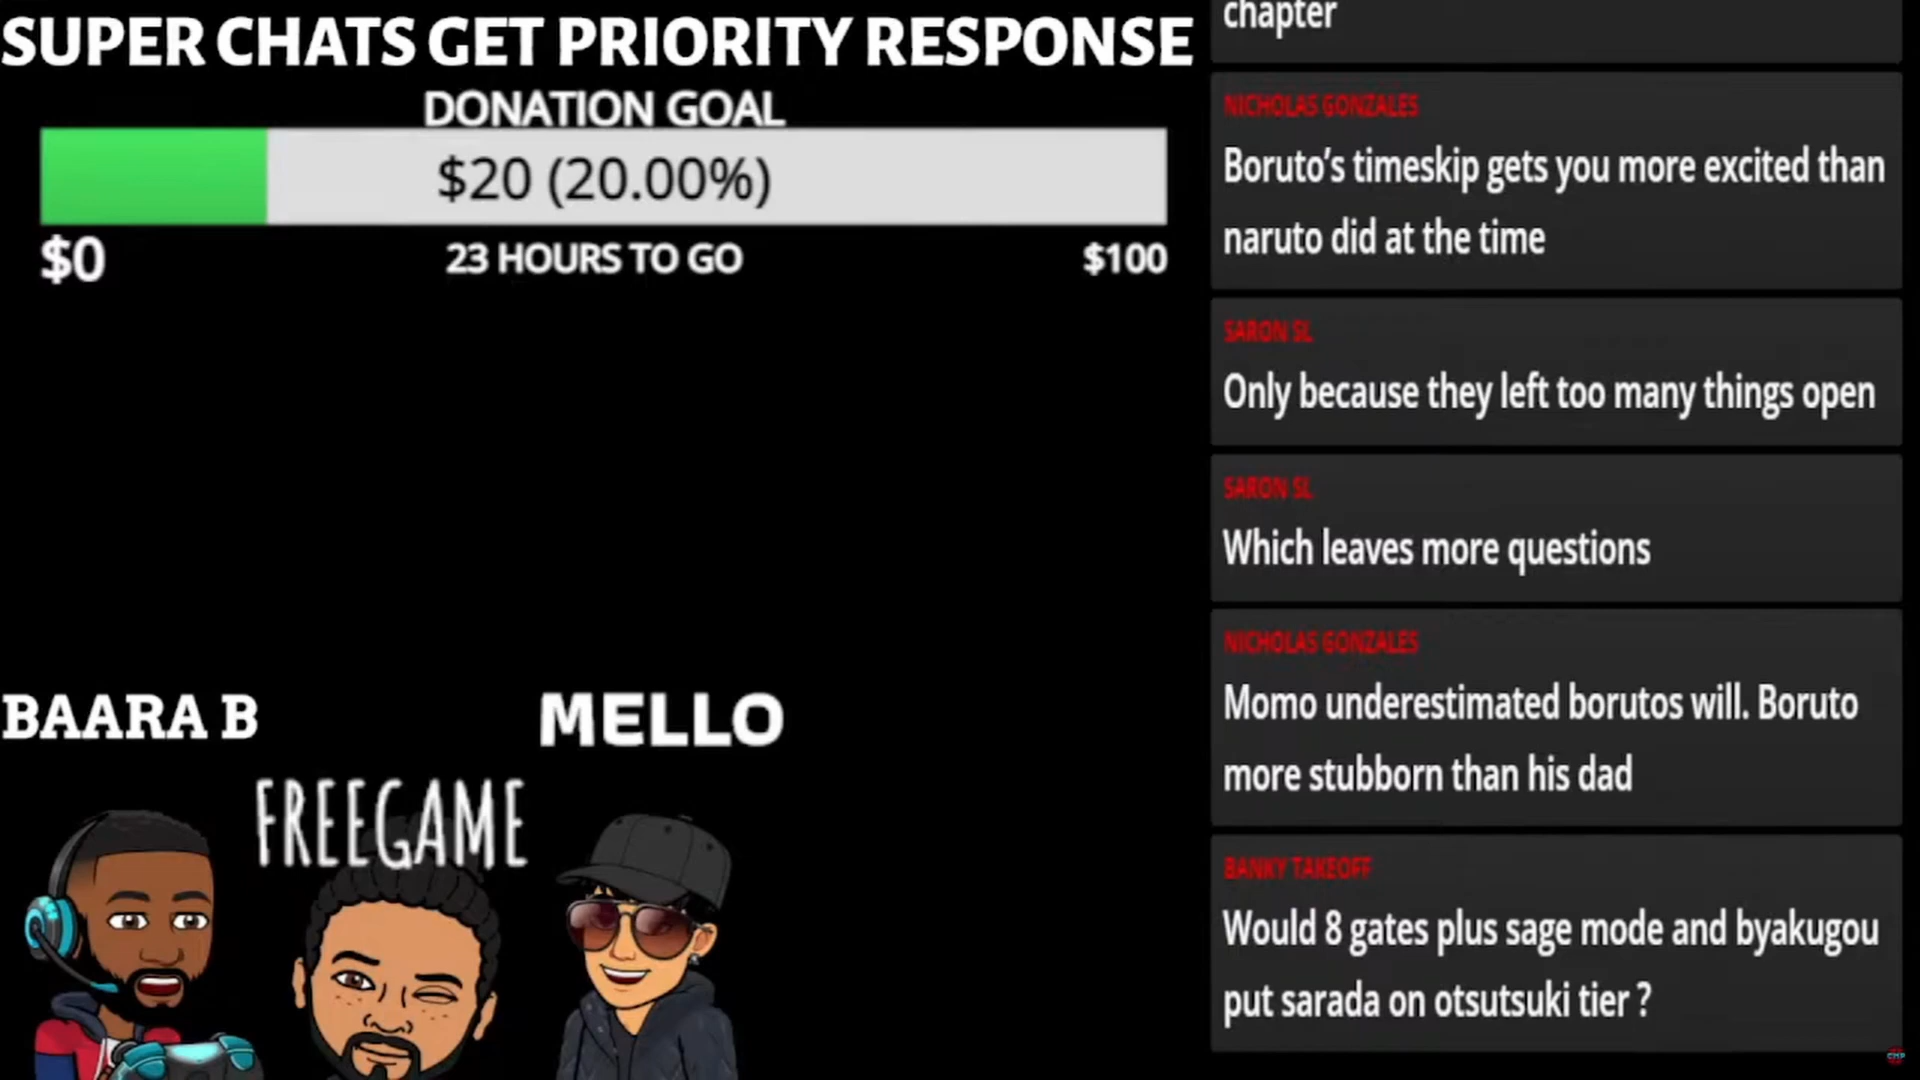 SUPER CHATS GET PRIORITY RESPONSE
DONATION GOAL
$20 (20.00%)
$0
23 HOURS TO GO
$100
BAARA B
FREEGAME
MELLO
chapter
NICHOLAS GONZALES
Boruto’s timeskip gets you more excited than
naruto did at the time
SARON SL
Only because they left too many things open
SARON SL
Which leaves more questions
NICHOLAS GONZALES
Momo underestimated borutos will. Boruto
more stubborn than his dad
BANKY TAKEOFF
Would 8 gates plus sage mode and byakugou
put sarada on otsutsuki tier ?